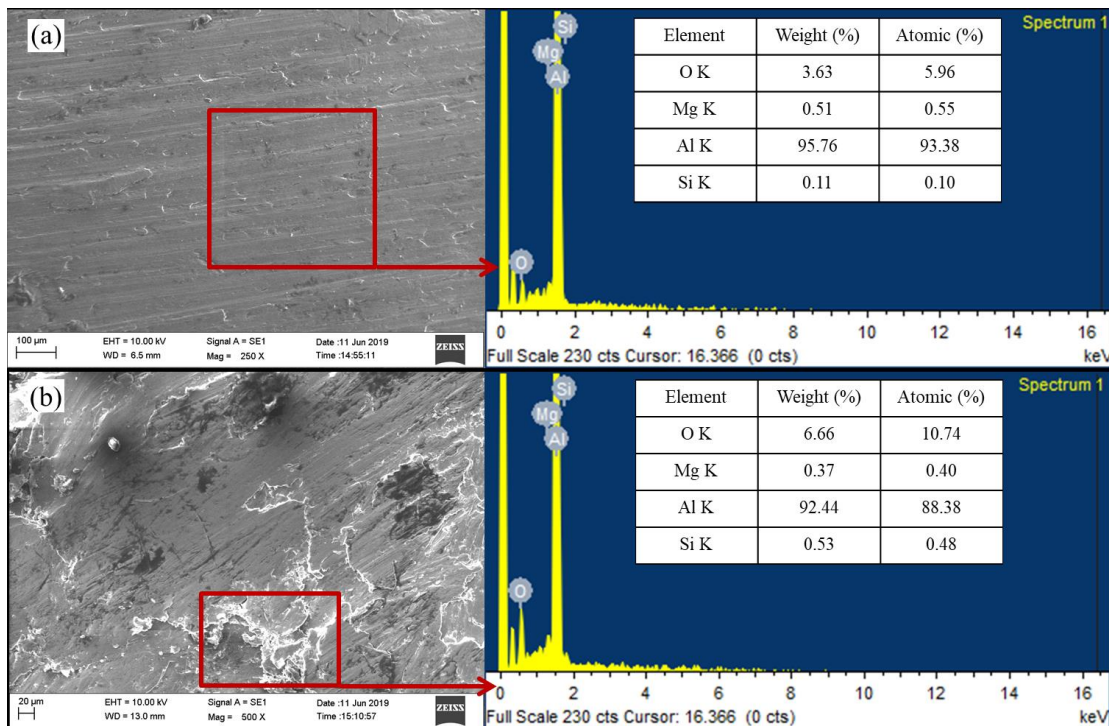 (a)
100 µm
EHT = 10.00 kV Signal A = SE1 Date :11 Jun 2019
WD = 6.5 mm Mag = 250 X Time :14:55:11
ZEISS
Spectrum 1
Si
Mg
Al
O
Element Weight (%) Atomic (%)
O K 3.63 5.96
Mg K 0.51 0.55
Al K 95.76 93.38
Si K 0.11 0.10
0 2 4 6 8 10 12 14 16
Full Scale 230 cts Cursor: 16.366 (0 cts) keV
(b)
20 µm
EHT = 10.00 kV Signal A = SE1 Date :11 Jun 2019
WD = 13.0 mm Mag = 500 X Time :15:10:57
ZEISS
Spectrum 1
Si
Mg
Al
O
Element Weight (%) Atomic (%)
O K 6.66 10.74
Mg K 0.37 0.40
Al K 92.44 88.38
Si K 0.53 0.48
0 2 4 6 8 10 12 14 16
Full Scale 230 cts Cursor: 16.366 (0 cts) keV